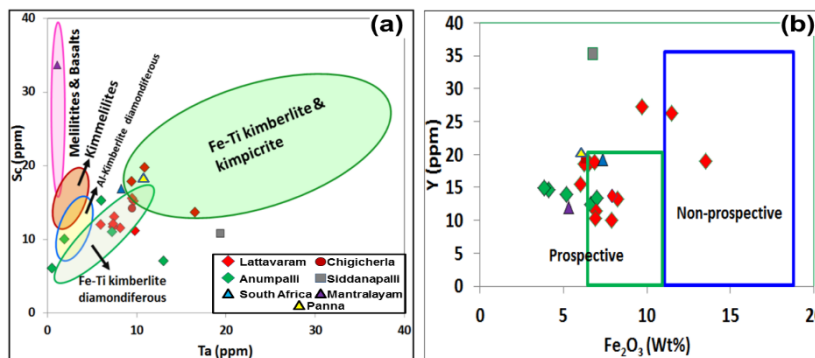 (a)
Sc (ppm)
40
30
20
10
0
0
10
20
30
40
Ta (ppm)
Melilitites & Basalts
Kimmelilites
Al-Kimberlite diamondiferous
Fe-Ti kimberlite &
kimpicrite
Fe-Ti kimberlite
diamondiferous
Lattavaram
Chigicherla
Anumpalli
Siddanapalli
South Africa
Mantralayam
Panna
(b)
Y (ppm)
40
35
30
25
20
15
10
5
0
0
5
10
15
20
Fe₂O₃ (Wt%)
Prospective
Non-prospective